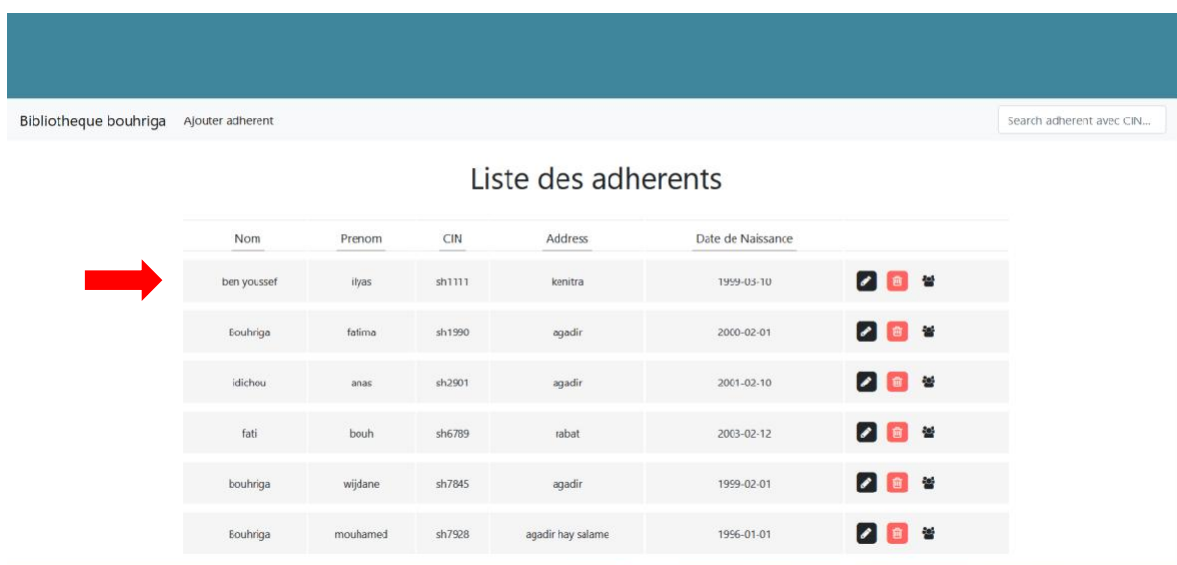 Bibliotheque bouhriga Ajouter adherent Search adherent avec CIN...
Liste des adherents
Nom Prenom CIN Address Date de Naissance
ben youssef ilyas sh1111 kenitra 1999-03-10
Bouhriga fatima sh1990 agadir 2000-02-01
idichou anas sh2901 agadir 2001-02-10
fati bouh sh6789 rabat 2003-02-12
bouhriga wijdane sh7845 agadir 1999-02-01
Bouhriga mouhamed sh7928 agadir hay salame 1996-01-01